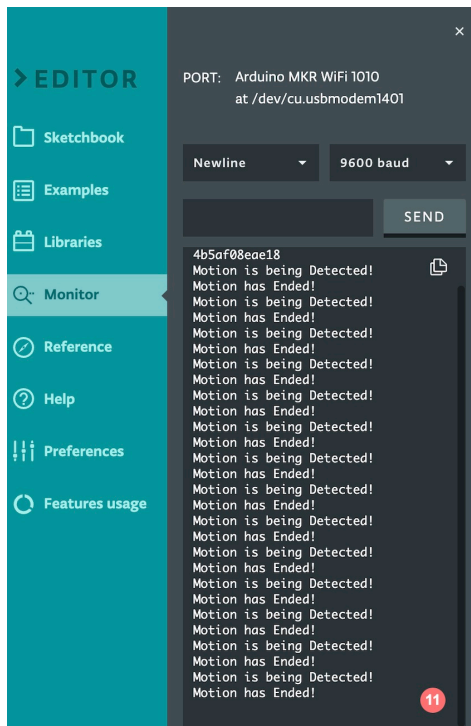 ×
>EDITOR
Sketchbook
Examples
Libraries
Monitor
Reference
Help
Preferences
Features usage
PORT: Arduino MKR WiFi 1010
at /dev/cu.usbmodem1401
Newline
9600 baud
SEND
4b5af08eae18
Motion is being Detected!
Motion has Ended!
Motion is being Detected!
Motion has Ended!
Motion is being Detected!
Motion has Ended!
Motion is being Detected!
Motion has Ended!
Motion is being Detected!
Motion has Ended!
Motion is being Detected!
Motion has Ended!
Motion is being Detected!
Motion has Ended!
Motion is being Detected!
Motion has Ended!
Motion is being Detected!
Motion has Ended!
Motion is being Detected!
Motion has Ended!
Motion is being Detected!
Motion has Ended!
Motion is being Detected!
Motion has Ended!
Motion is being Detected!
Motion has Ended!
Motion is being Detected!
Motion has Ended!
11